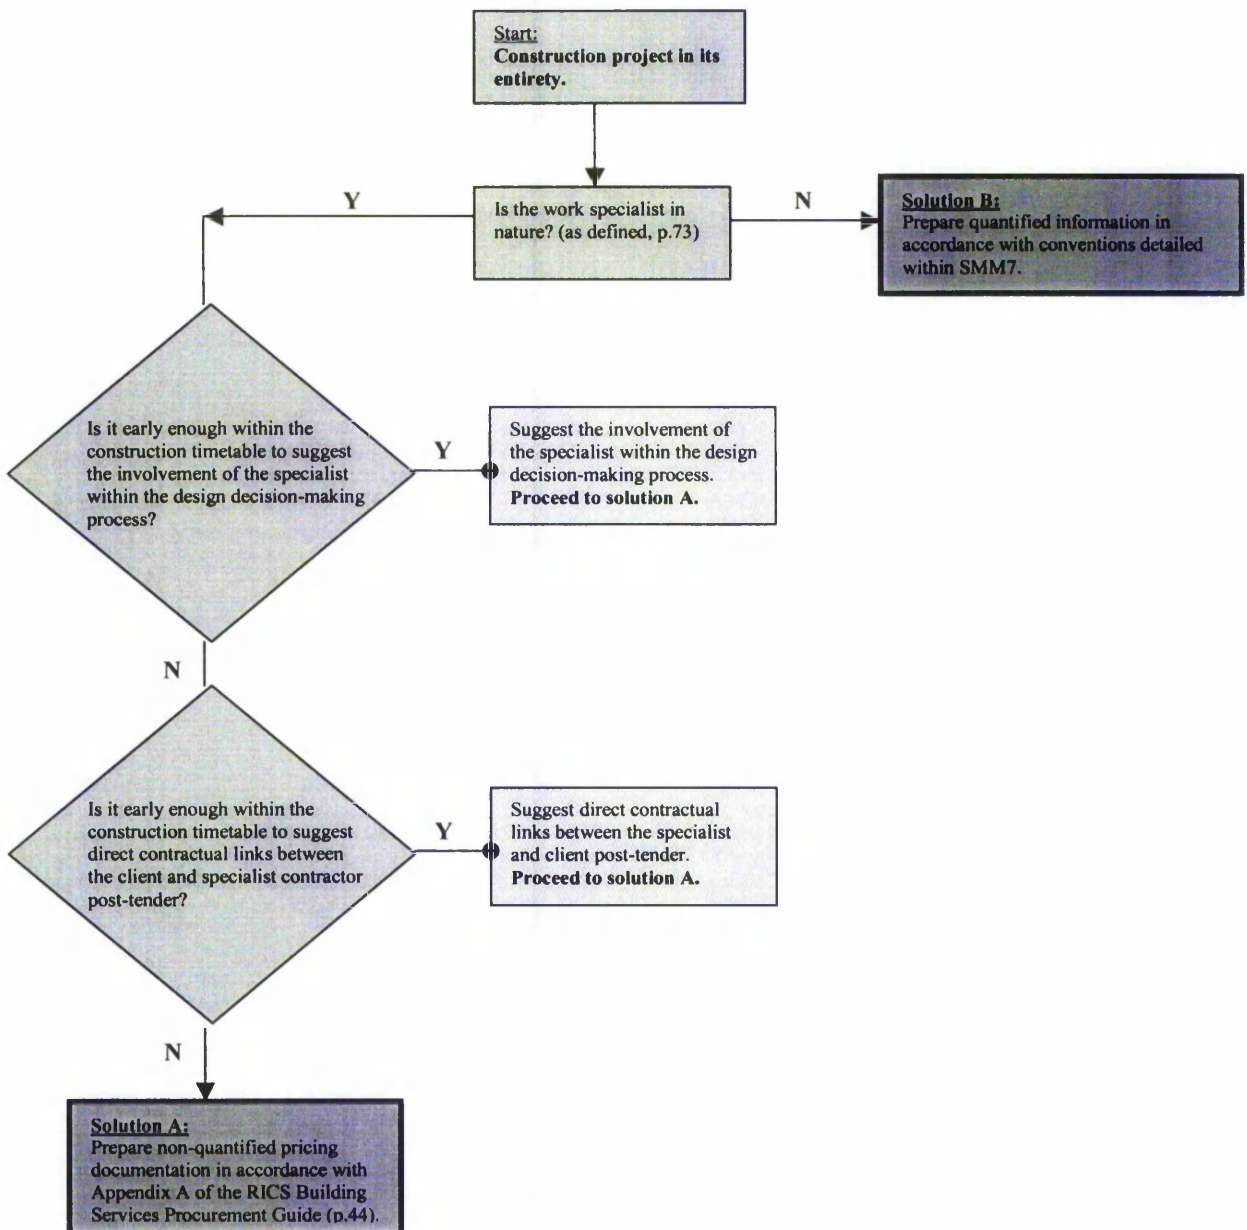 Start:
Construction project in its
entirety.
Y
Is the work specialist in
nature? (as defined, p.73)
N
Solution B:
Prepare quantified information in
accordance with conventions detailed
within SMM7.
Is it early enough within the
construction timetable to suggest
the involvement of the specialist
within the design decision-making
process?
Y
Suggest the involvement of
the specialist within the design
decision-making process.
Proceed to solution A.
N
Is it early enough within the
construction timetable to suggest
direct contractual links between
the client and specialist contractor
post-tender?
Y
Suggest direct contractual
links between the specialist
and client post-tender.
Proceed to solution A.
N
Solution A:
Prepare non-quantified pricing
documentation in accordance with
Appendix A of the RICS Building
Services Procurement Guide (p.44).